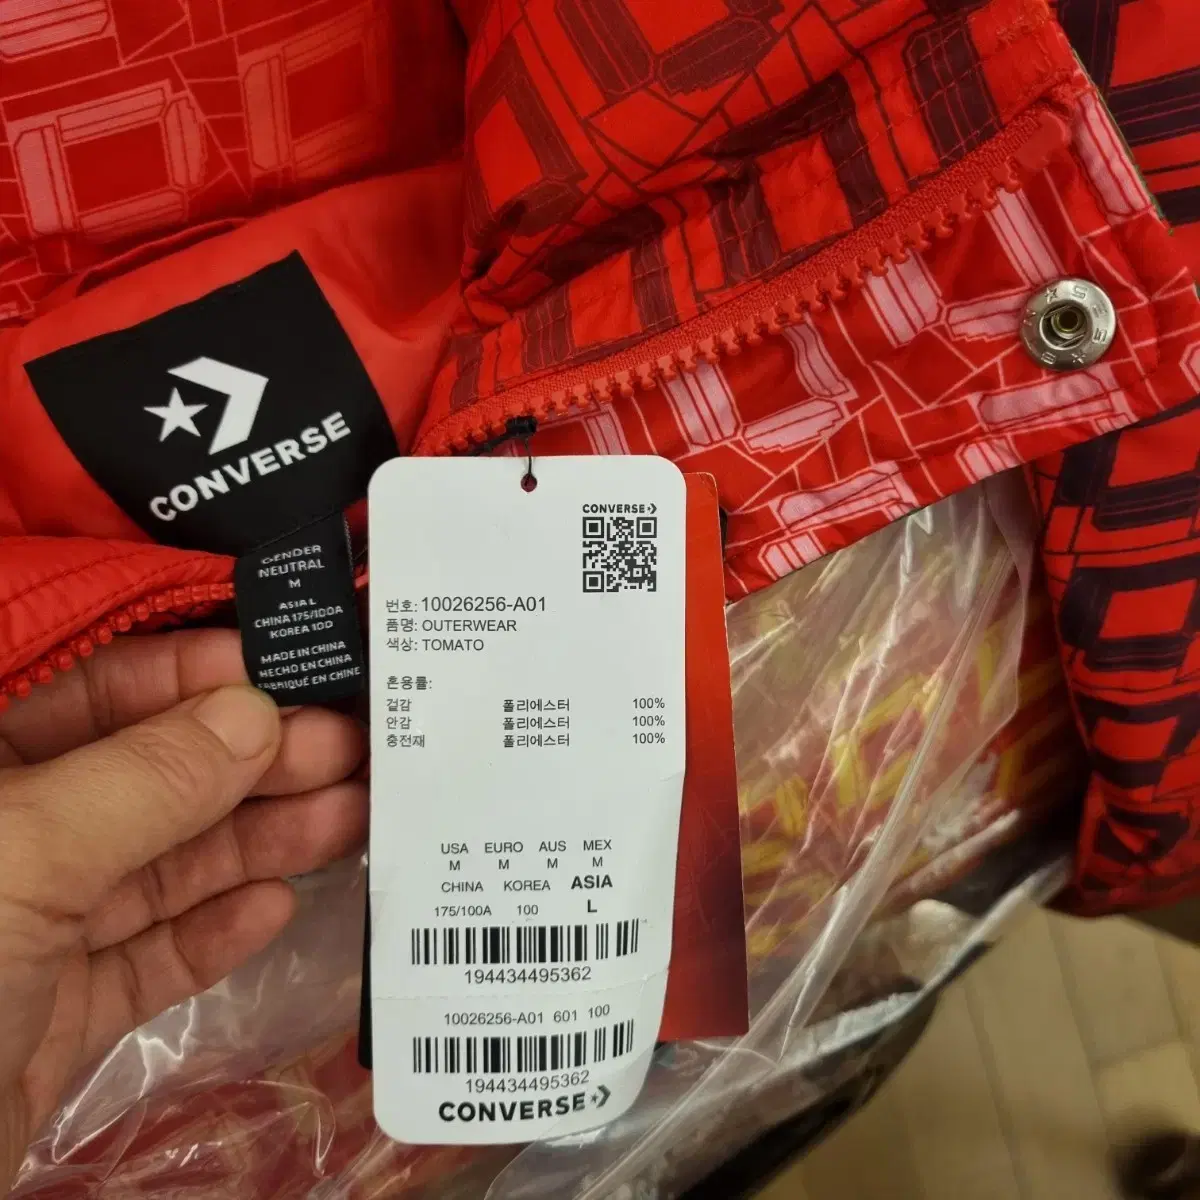 CONVERSE
GENDER
NEUTRAL
M
ASIA L
CHINA 175/100A
KOREA 100
MADE IN CHINA
HECHO EN CHINA
FABRIQUÉ EN CHINE
CONVERSE
번호: 10026256-A01
품명: OUTERWEAR
색상: TOMATO
혼용률:
겉감 폴리에스터 100%
안감 폴리에스터 100%
충전재 폴리에스터 100%
USA EURO AUS MEX
M M M M
CHINA KOREA ASIA
175/100A 100 L
194434495362
10026256-A01 601 100
194434495362
CONVERSE